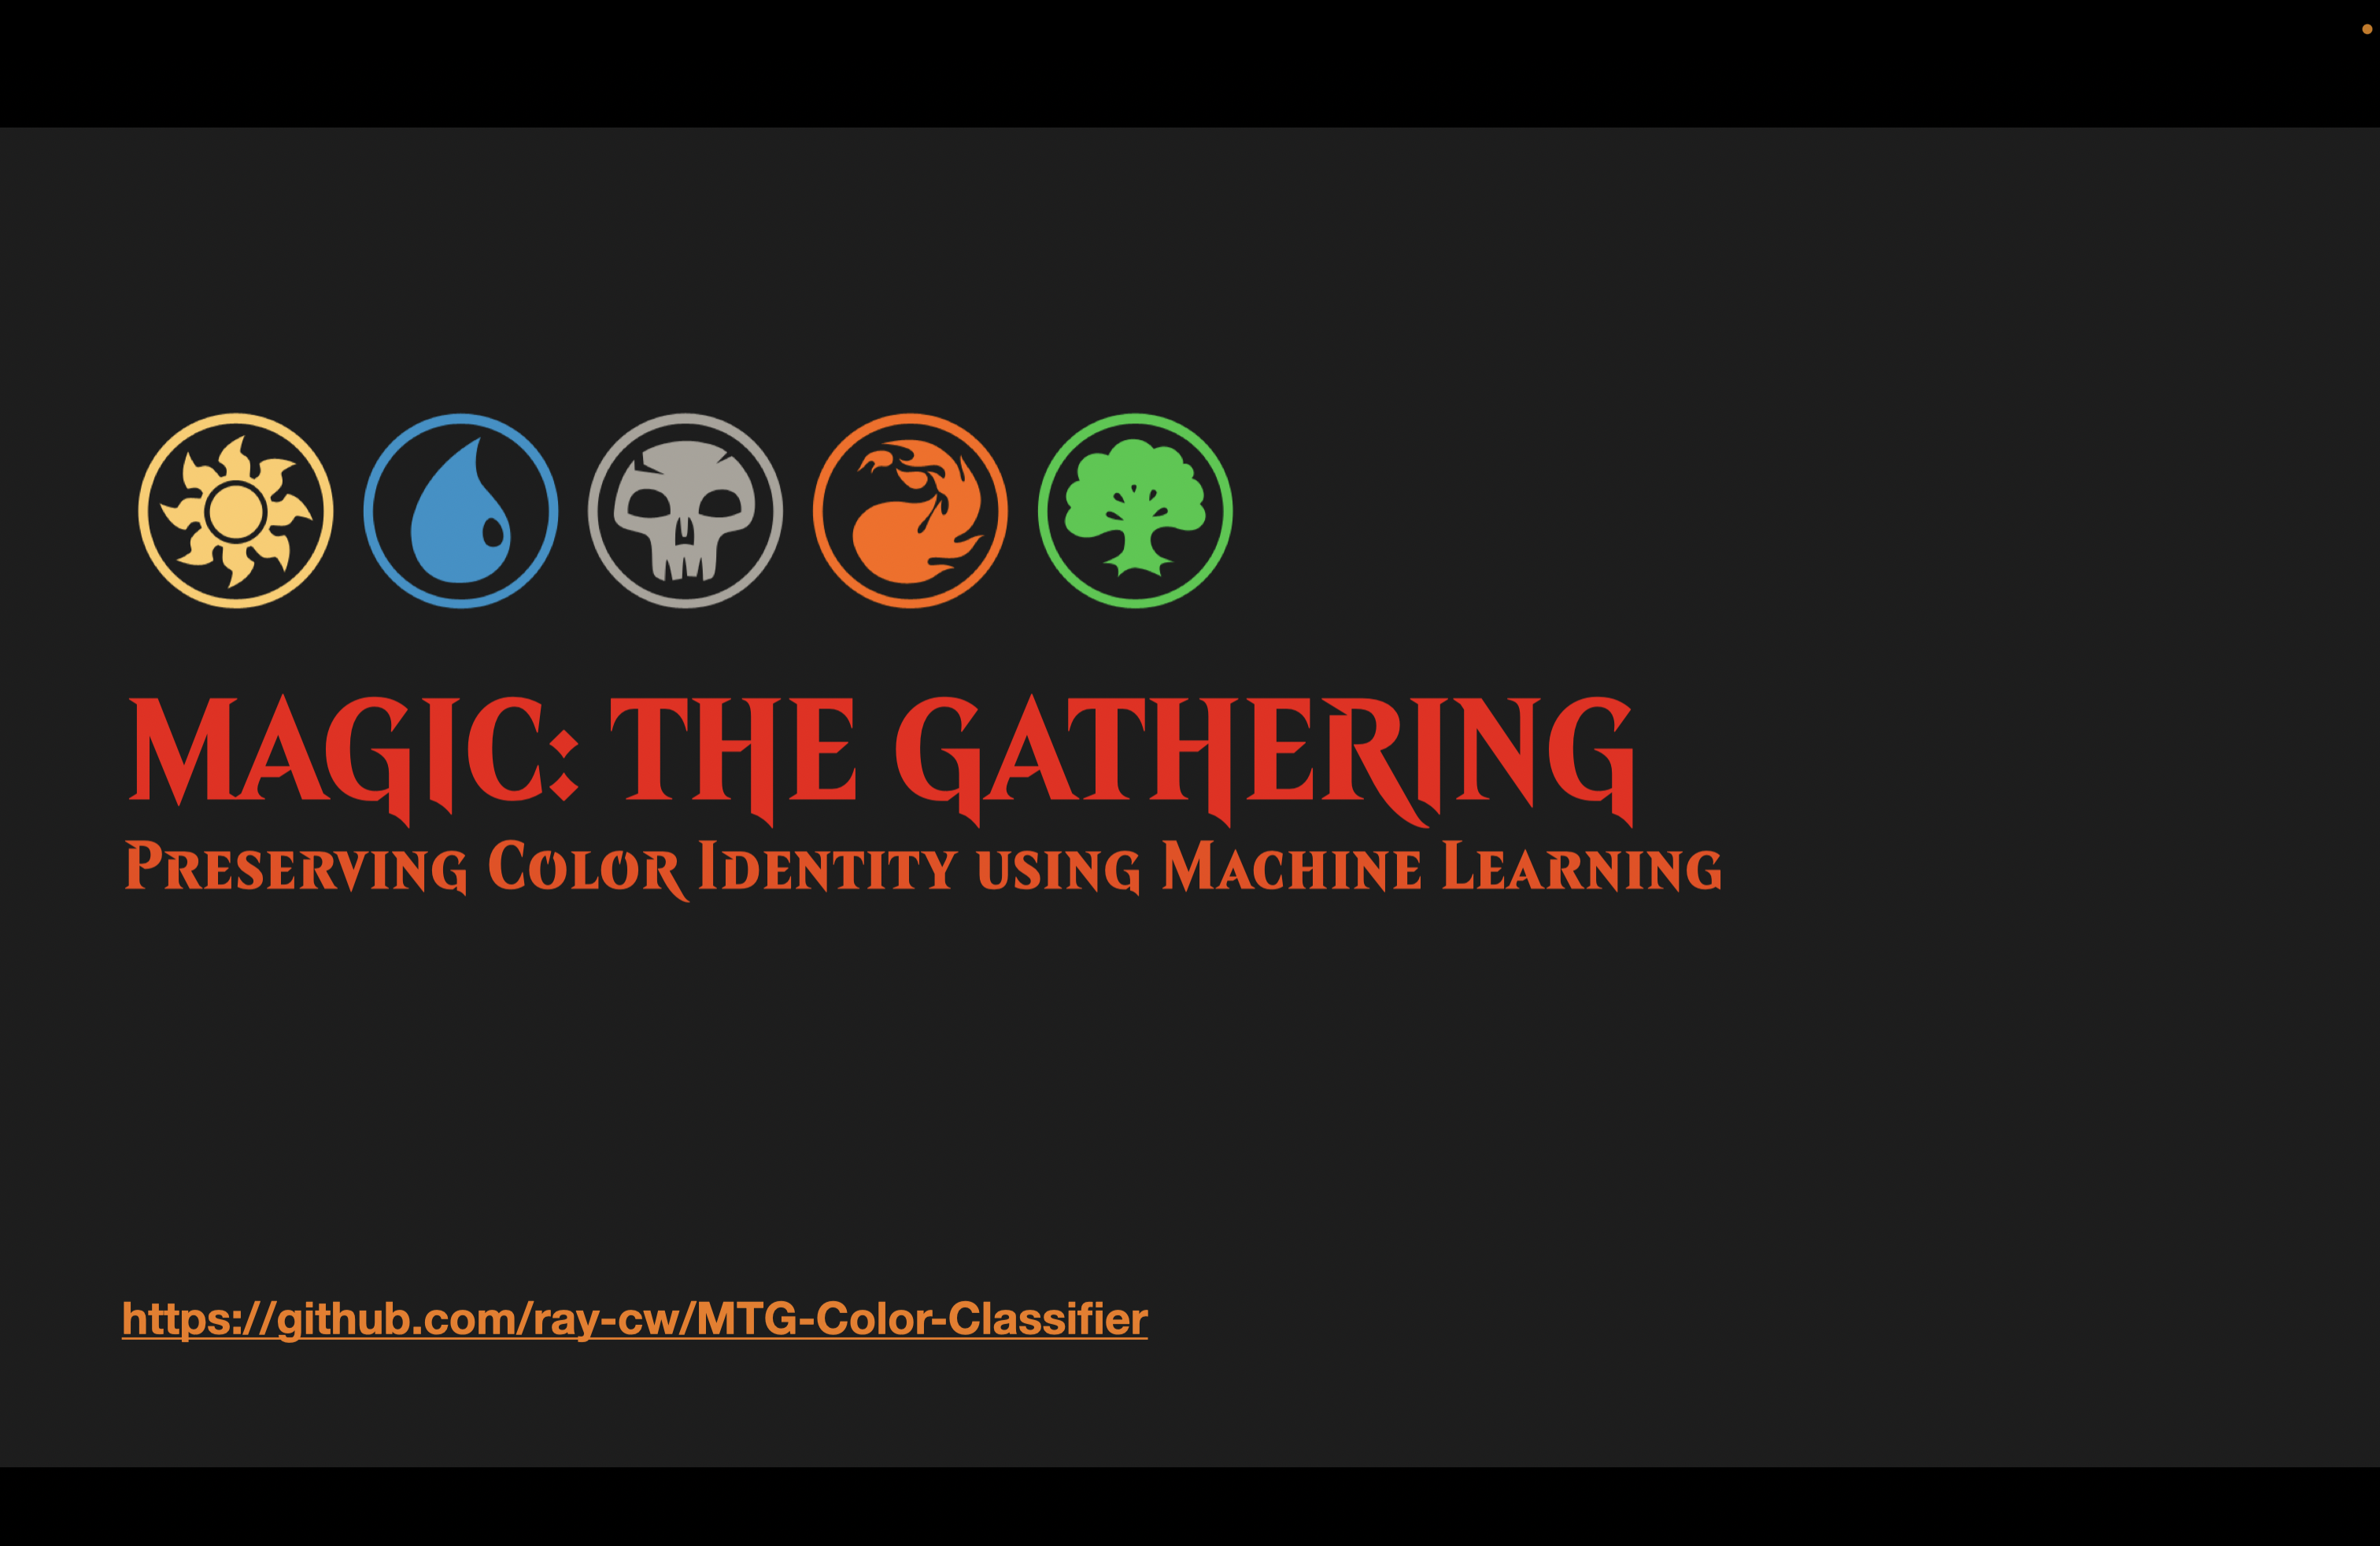 MAGIC: THE GATHERING
Preserving Color Identity using Machine Learning
https://github.com/ray-cw/MTG-Color-Classifier